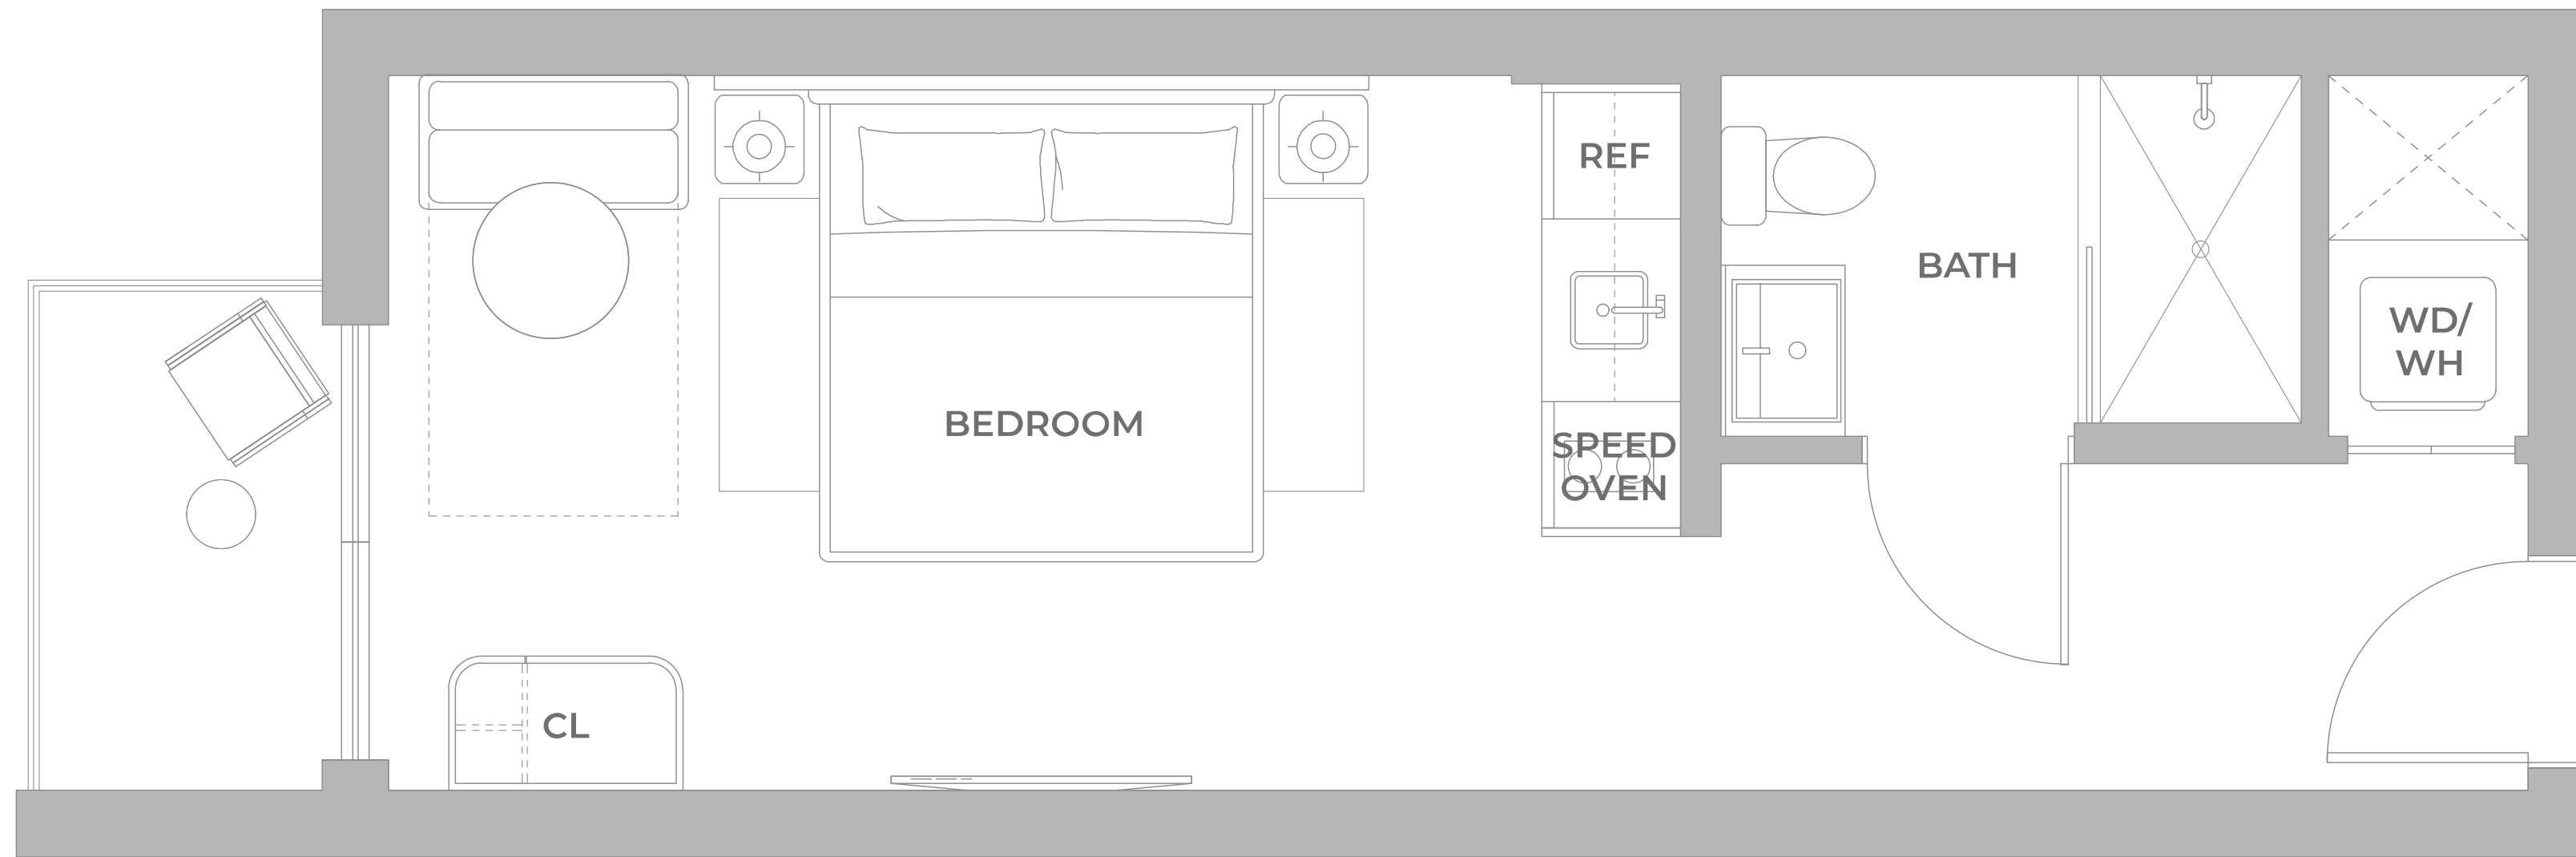 REF
BATH
WD/
WH
BEDROOM
SPEED
OVEN
CL